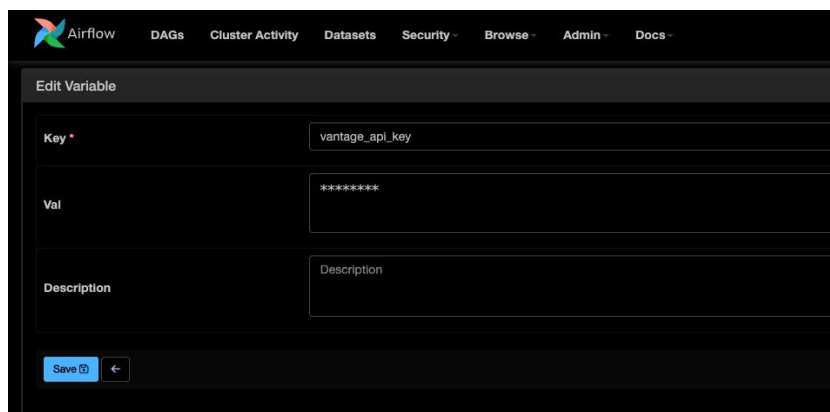 Airflow DAGs Cluster Activity Datasets Security Browse Admin Docs
Edit Variable
Key * vantage_api_key
Val ********
Description Description
Save